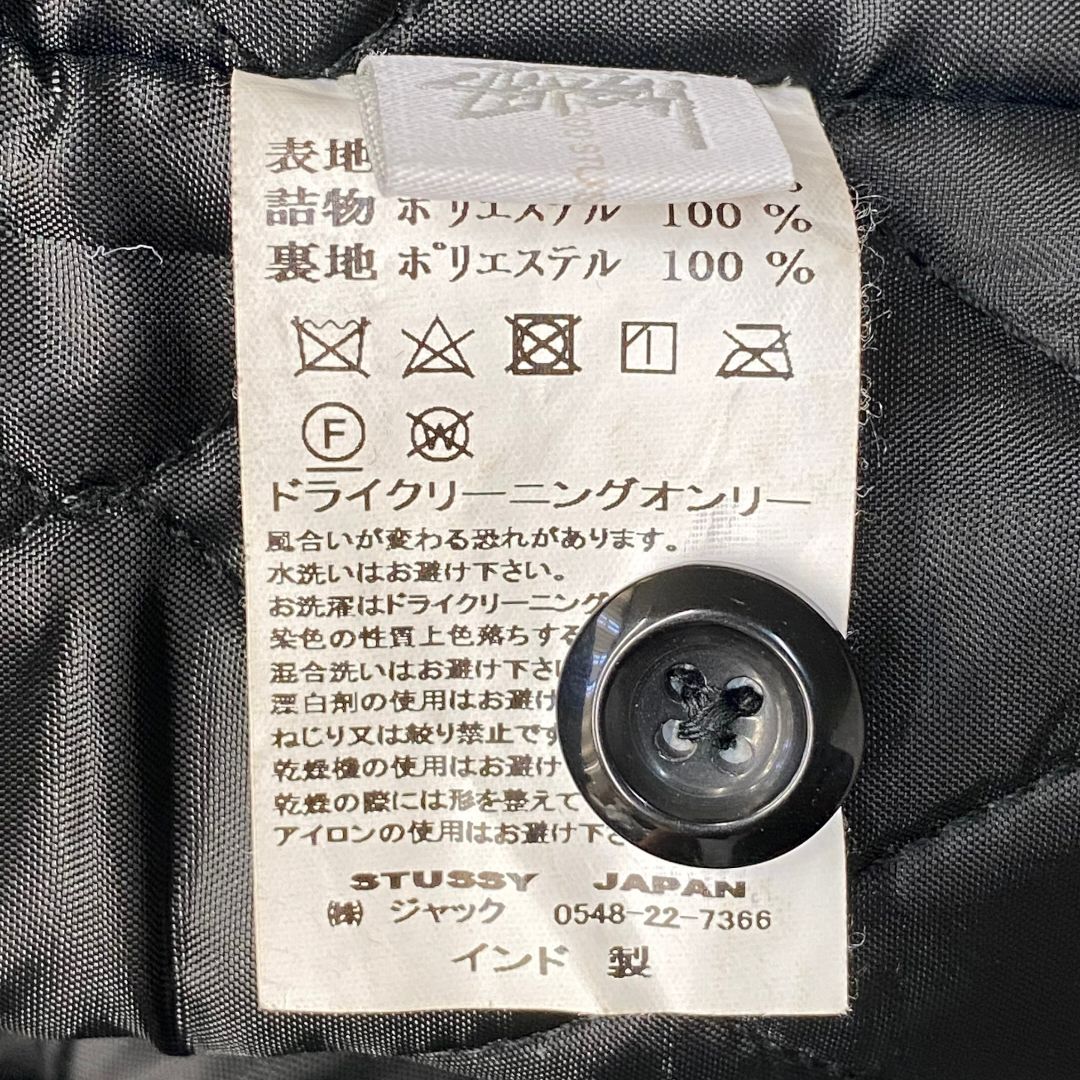 表地
詰物 ポリエステル 100 %
裏地 ポリエステル 100 %
F W
ドライクリーニングオンリー
風合いが変わる恐れがあります。
水洗いはお避け下さい。
お洗濯はドライクリーニング
染色の性質上色落ちする
混合洗いはお避け下さい
漂白剤の使用はお避け
ねじり又は絞り禁止です
乾燥機の使用はお避け
乾燥の際には形を整えて
アイロンの使用はお避け下さ
STUSSY JAPAN
㈱ ジャック 0548-22-7366
インド 製